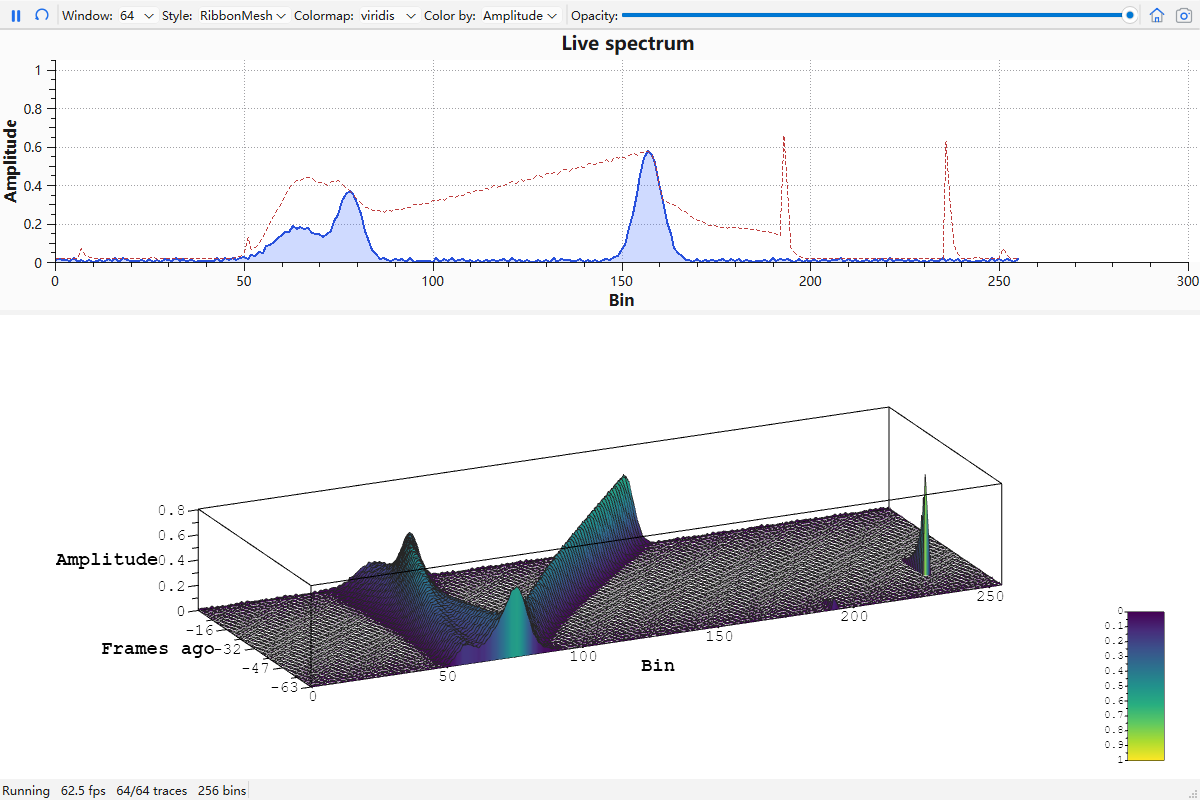 Window: 64 Style: RibbonMesh Colormap: viridis Color by: Amplitude Opacity:
Live spectrum
Amplitude
1
0.8
0.6
0.4
0.2
0
0 50 100 150 200 250 300
Bin
0.8
0.6
Amplitude 0.4
0.2
0
-16
Frames ago -32
-47
-63
0 50 100 150 200 250
Bin
0
0.1
0.2
0.3
0.4
0.5
0.6
0.7
0.8
0.9
1
Running 62.5 fps 64/64 traces 256 bins